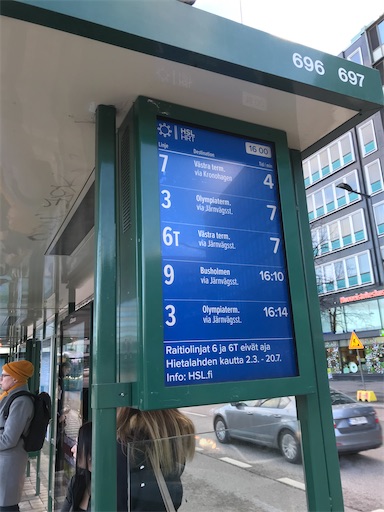 696 697
HSL
HRT
16 00
Linje Destination
7 Västra term. 4
via Kronohagen
3 Olympiaterm. 7
via Järnvägsst.
6T Västra term. 7
via Järnvägsst.
9 Busholmen 16:10
via Järnvägsst.
3 Olympiaterm. 16:14
via Järnvägsst.
Raitiolinjat 6 ja 6T eivät aja
Hietalahden kautta 2.3. - 20.7.
Info: HSL.fi